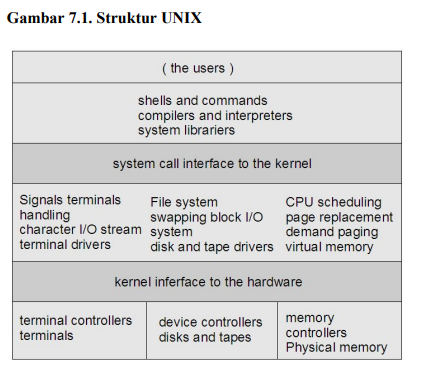 Gambar 7.1. Struktur UNIX
( the users )
shells and commands
compilers and interpreters
system librariers
system call interface to the kernel
Signals terminals
handling
character I/O stream
terminal drivers
File system
swapping block I/O
system
disk and tape drivers
CPU scheduling
page replacement
demand paging
virtual memory
kernel inferface to the hardware
terminal controllers
terminals
device controllers
disks and tapes
memory
controllers
Physical memory